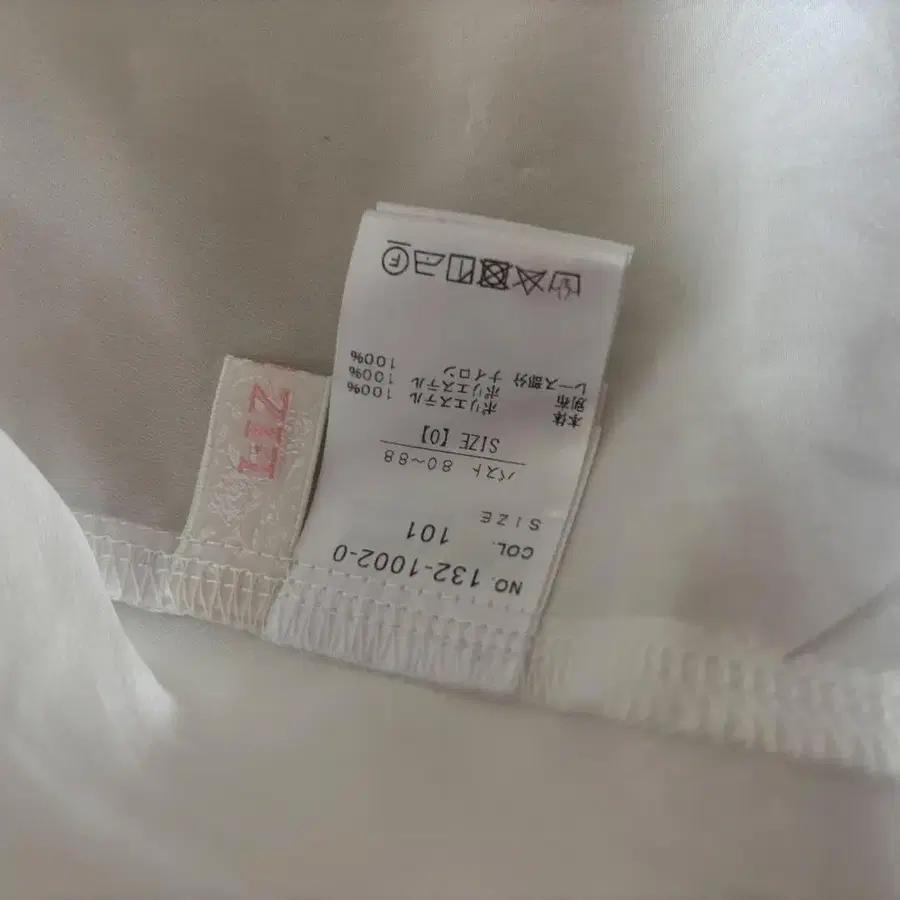 NO. 132-1002-0
COL. 101
SIZE
バスト 80~88
SIZE【0】
本体 ポリエステル 100%
別布 ポリエステル 100%
レース部分 ナイロン 100%
F